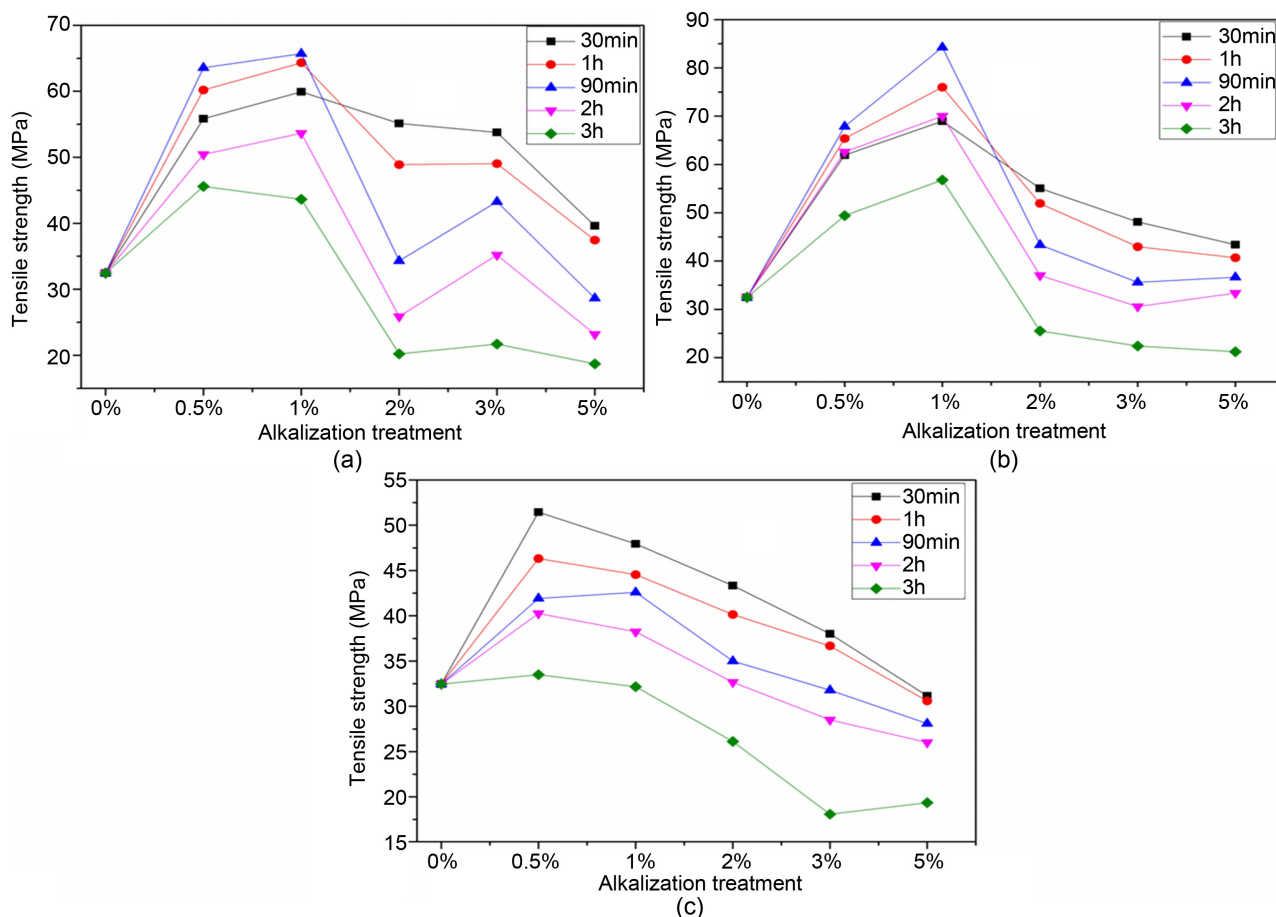 70
60
50
40
30
20
Tensile strength (MPa)
30min
1h
90min
2h
3h
0% 0.5% 1% 2% 3% 5%
Alkalization treatment
(a)
90
80
70
60
50
40
30
20
Tensile strength (MPa)
30min
1h
90min
2h
3h
0% 0.5% 1% 2% 3% 5%
Alkalization treatment
(b)
55
50
45
40
35
30
25
20
15
Tensile strength (MPa)
30min
1h
90min
2h
3h
0% 0.5% 1% 2% 3% 5%
Alkalization treatment
(c)